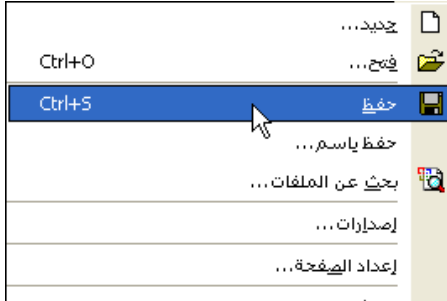 جديد...
فتح... Ctrl+O
حفظ Ctrl+S
حفظ باسم...
بحث عن الملفات...
إصدارات...
إعداد الصفحة...